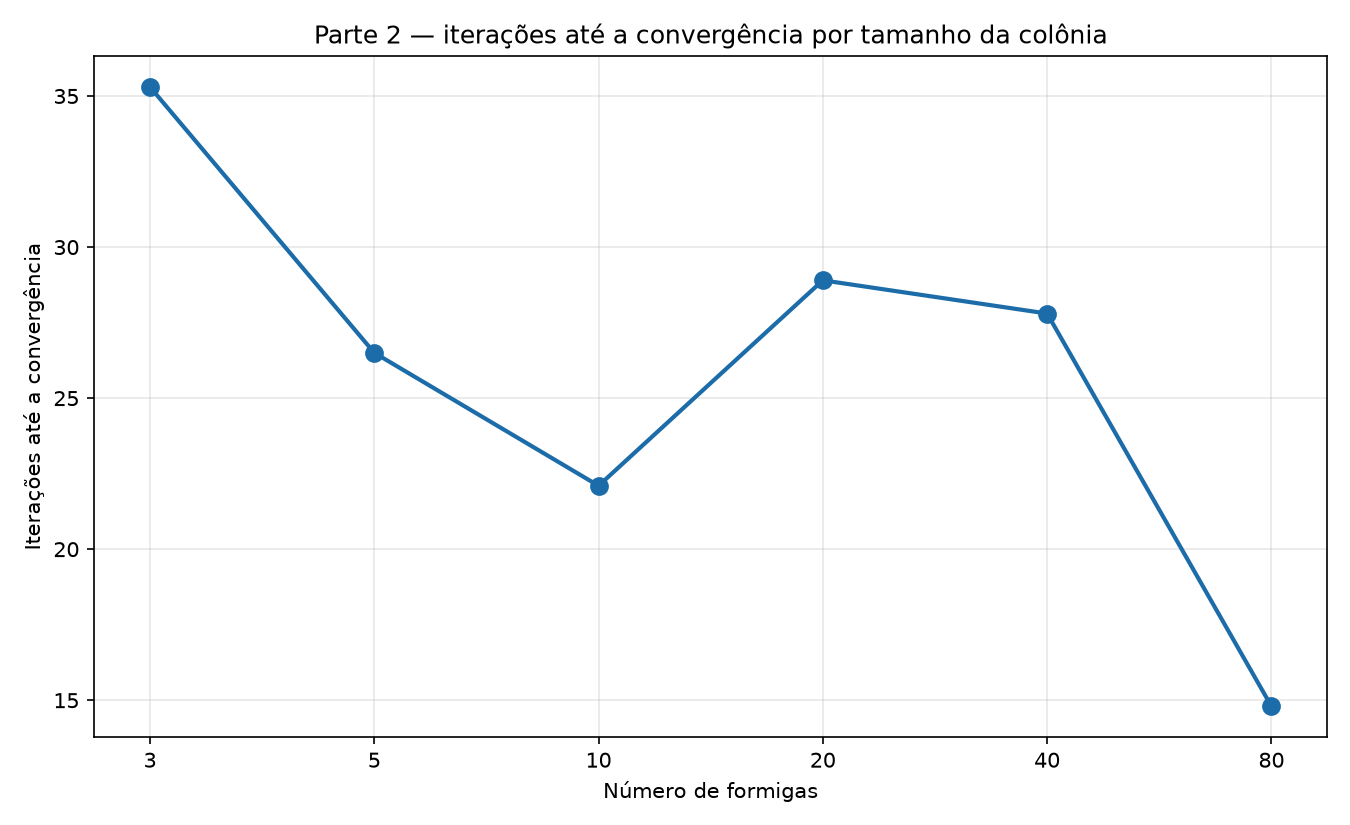 Parte 2 — iterações até a convergência por tamanho da colônia
Iterações até a convergência
35
30
25
20
15
3 5 10 20 40 80
Número de formigas